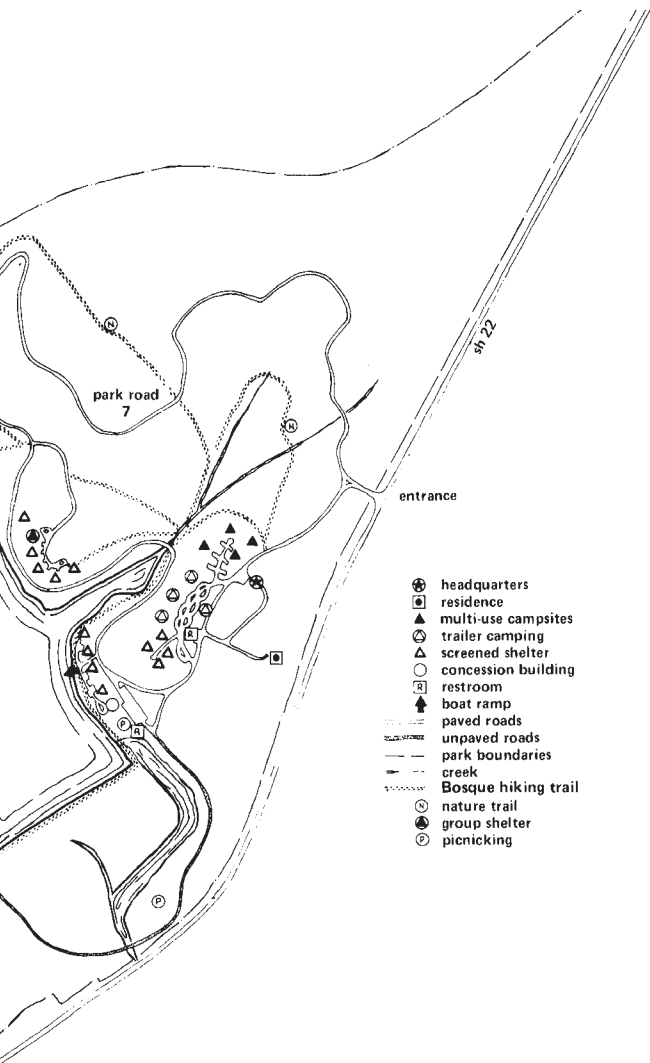 sh 22
N
park road
7
N
entrance
R
P
R
P
headquarters
residence
multi-use campsites
trailer camping
screened shelter
concession building
R restroom
boat ramp
paved roads
unpaved roads
park boundaries
creek
Bosque hiking trail
N nature trail
group shelter
P picnicking